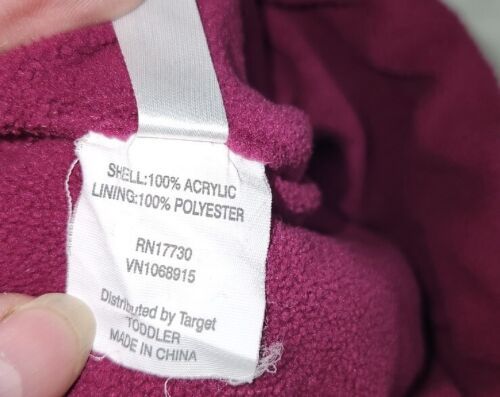 SHELL:100% ACRYLIC
LINING:100% POLYESTER
RN17730
VN1068915
Distributed by Target
TODDLER
MADE IN CHINA